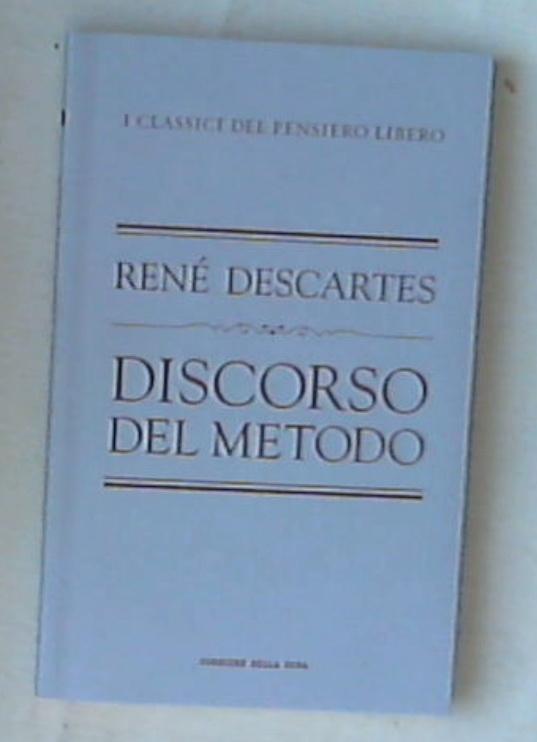 I CLASSICI DEL PENSIERO LIBERO
RENÉ DESCARTES
DISCORSO
DEL METODO
CORRIERE DELLA SERA